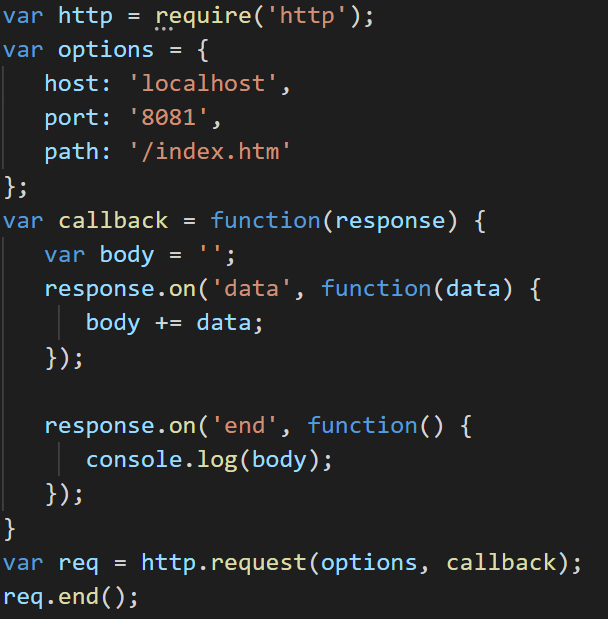 var http = require('http');
var options = {
   host: 'localhost',
   port: '8081',
   path: '/index.htm'
};
var callback = function(response) {
   var body = '';
   response.on('data', function(data) {
      body += data;
   });

   response.on('end', function() {
      console.log(body);
   });
}
var req = http.request(options, callback);
req.end();